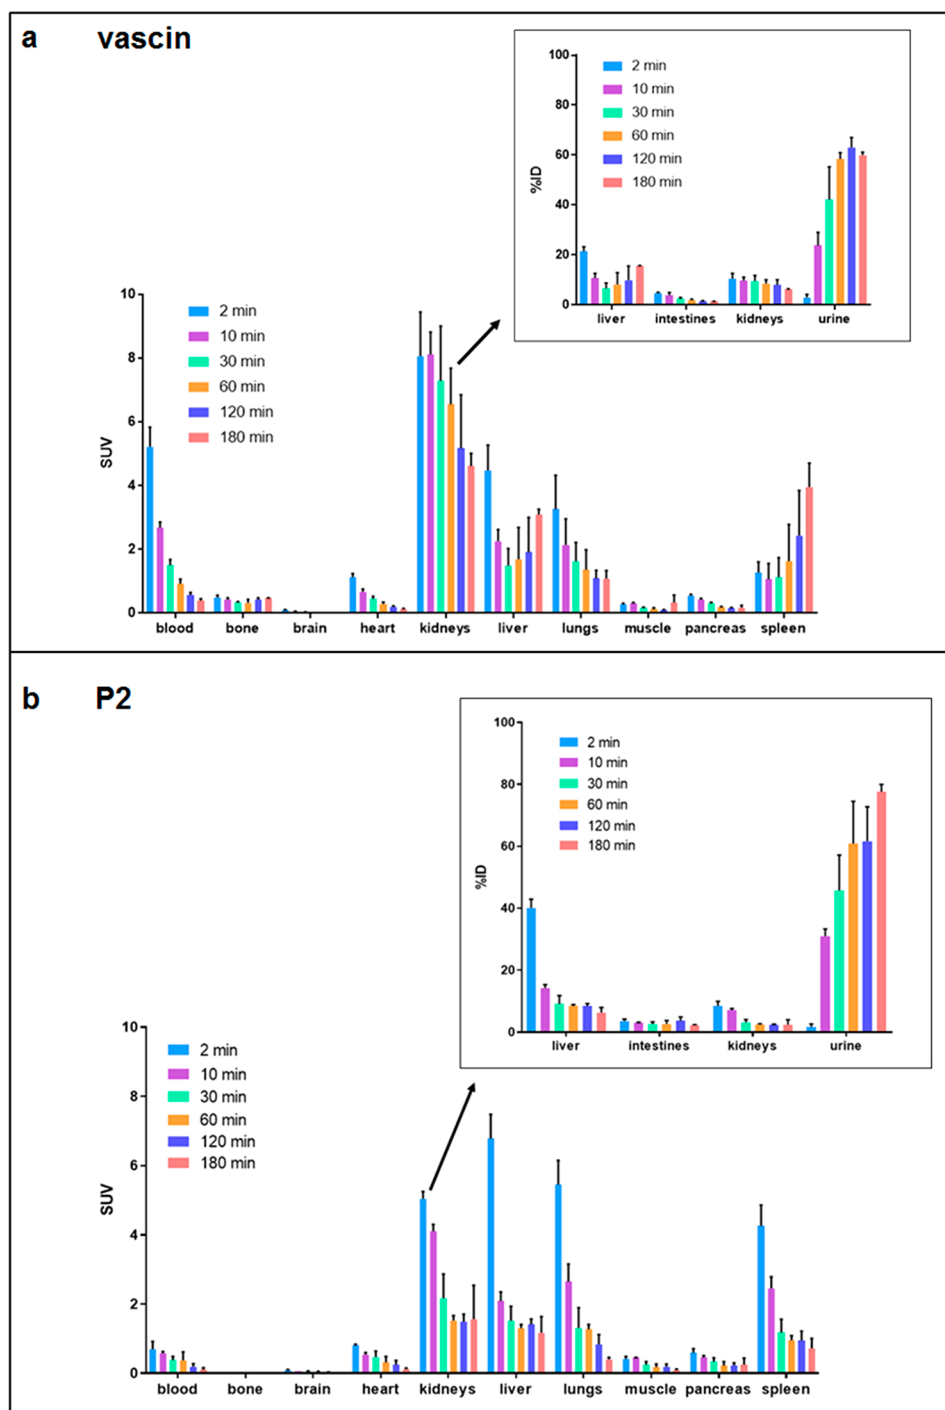 a vascin
100
80
60
40
20
0
%ID
2 min
10 min
30 min
60 min
120 min
180 min
liver intestines kidneys urine
10
8
6
4
2
0
SUV
2 min
10 min
30 min
60 min
120 min
180 min
blood bone brain heart kidneys liver lungs muscle pancreas spleen
b P2
100
80
60
40
20
0
%ID
2 min
10 min
30 min
60 min
120 min
180 min
liver intestines kidneys urine
10
8
6
4
2
0
SUV
2 min
10 min
30 min
60 min
120 min
180 min
blood bone brain heart kidneys liver lungs muscle pancreas spleen